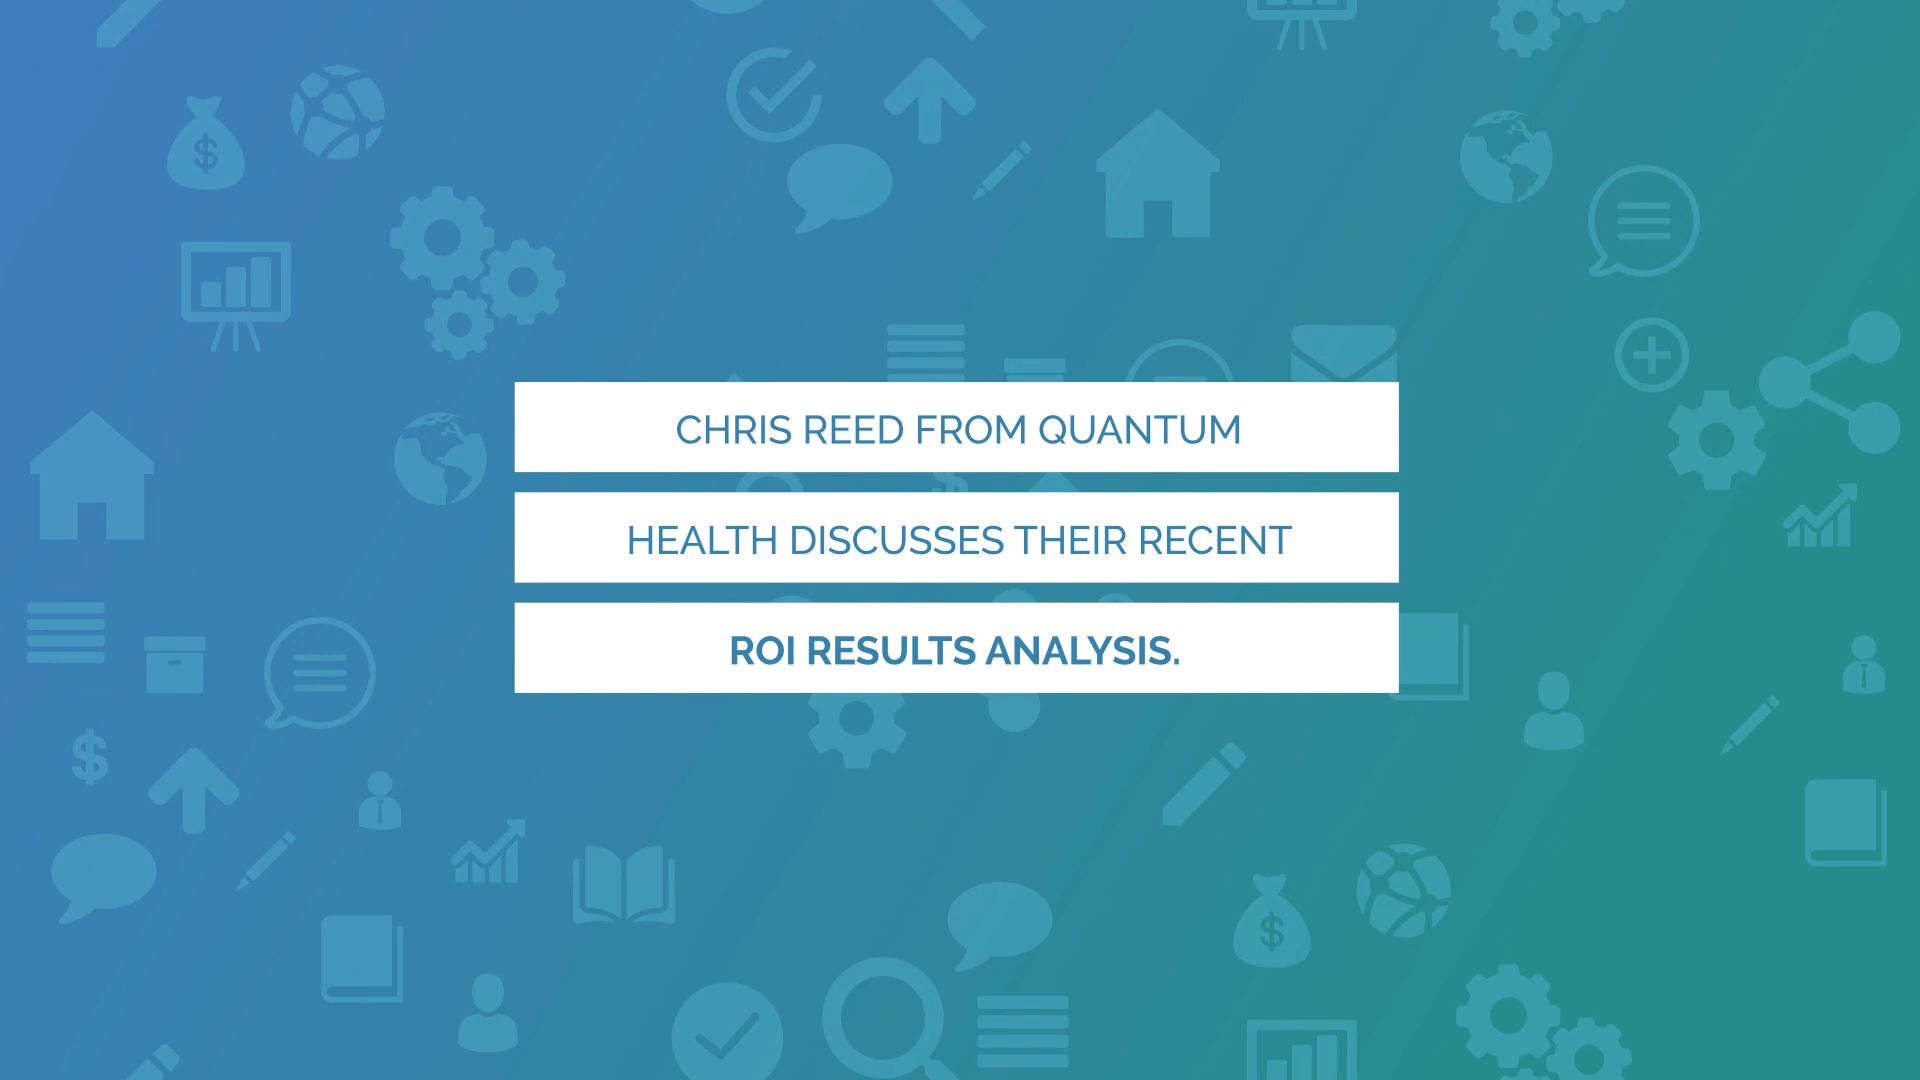 CHRIS REED FROM QUANTUM
HEALTH DISCUSSES THEIR RECENT
ROI RESULTS ANALYSIS.